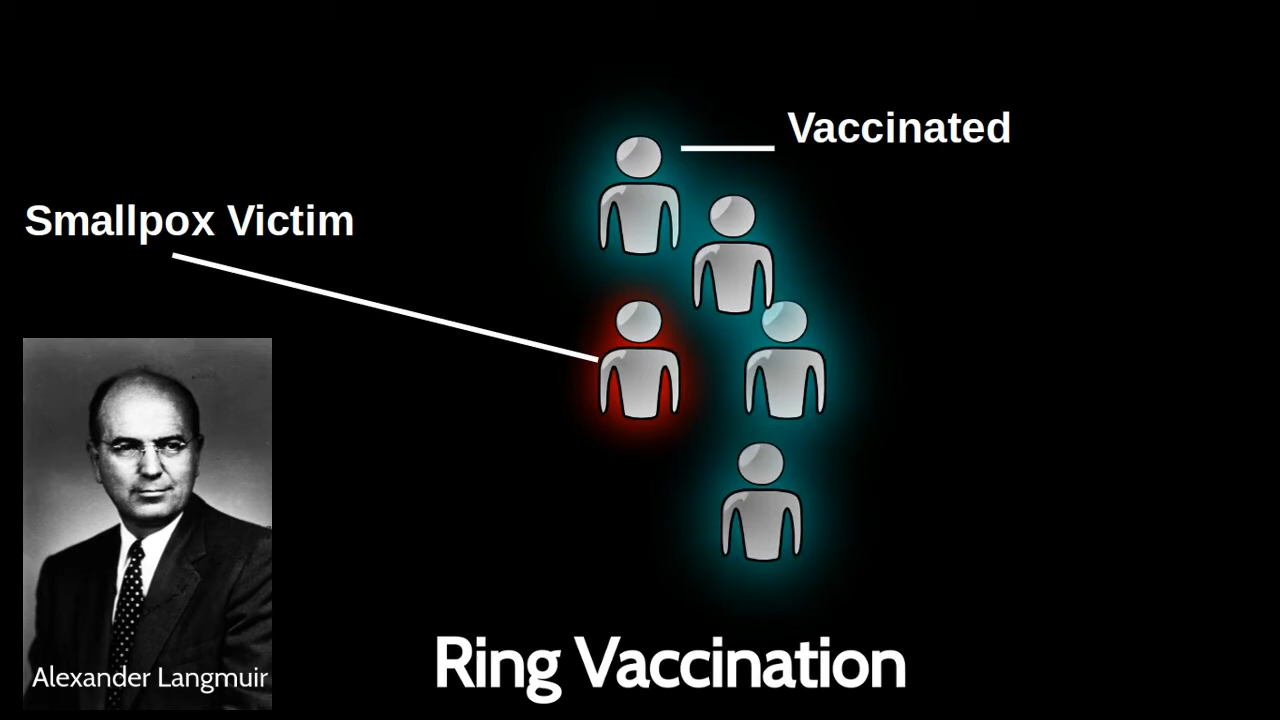 Vaccinated
Smallpox Victim
Alexander Langmuir
Ring Vaccination